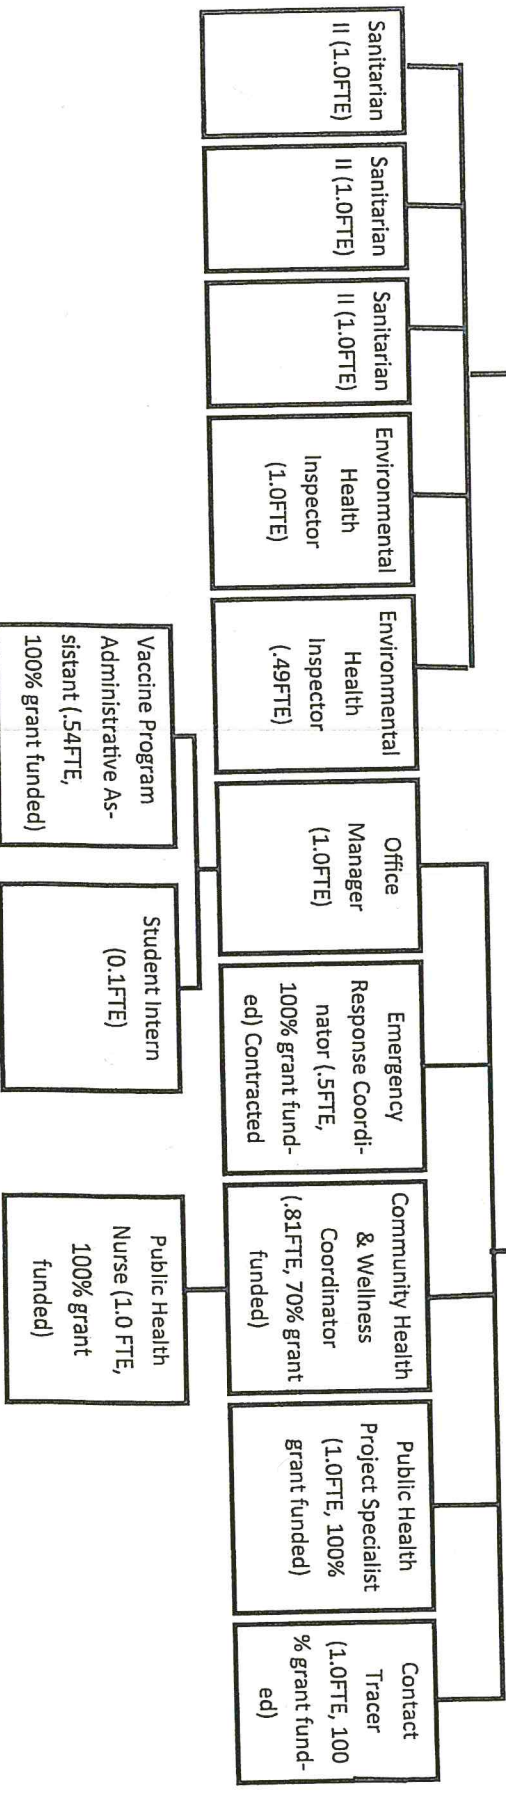 Sanitarian
II (1.0FTE)
Sanitarian
II (1.0FTE)
Sanitarian
II (1.0FTE)
Environmental
Health
Inspector
(1.0FTE)
Environmental
Health
Inspector
(.49FTE)
Office
Manager
(1.0FTE)
Emergency
Response Coordi-
nator (.5FTE,
100% grant fund-
ed) Contracted
Community Health
& Wellness
Coordinator
(.81FTE, 70% grant
funded)
Public Health
Project Specialist
(1.0FTE, 100%
grant funded)
Contact
Tracer
(1.0FTE, 100
% grant fund-
ed)
Vaccine Program
Administrative As-
sistant (.54FTE,
100% grant funded)
Student Intern
(0.1FTE)
Public Health
Nurse (1.0 FTE,
100% grant
funded)